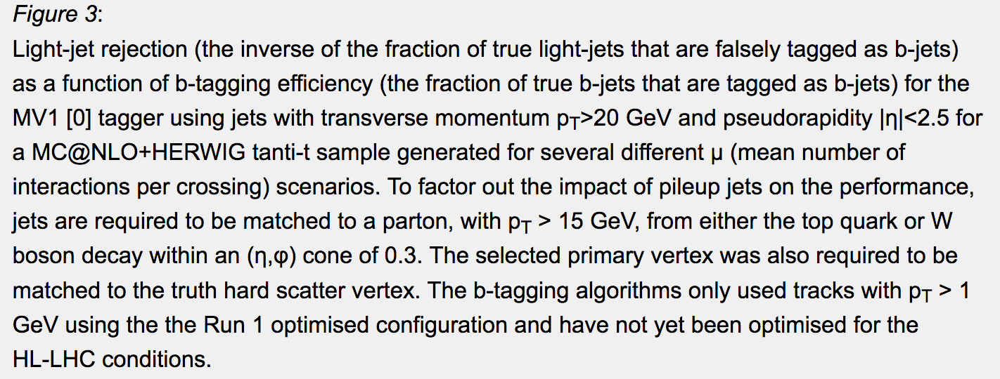 Figure 3:
Light-jet rejection (the inverse of the fraction of true light-jets that are falsely tagged as b-jets)
as a function of b-tagging efficiency (the fraction of true b-jets that are tagged as b-jets) for the
MV1 [0] tagger using jets with transverse momentum pT>20 GeV and pseudorapidity |η|<2.5 for
a MC@NLO+HERWIG tanti-t sample generated for several different μ (mean number of
interactions per crossing) scenarios. To factor out the impact of pileup jets on the performance,
jets are required to be matched to a parton, with pT > 15 GeV, from either the top quark or W
boson decay within an (η,φ) cone of 0.3. The selected primary vertex was also required to be
matched to the truth hard scatter vertex. The b-tagging algorithms only used tracks with pT > 1
GeV using the the Run 1 optimised configuration and have not yet been optimised for the
HL-LHC conditions.